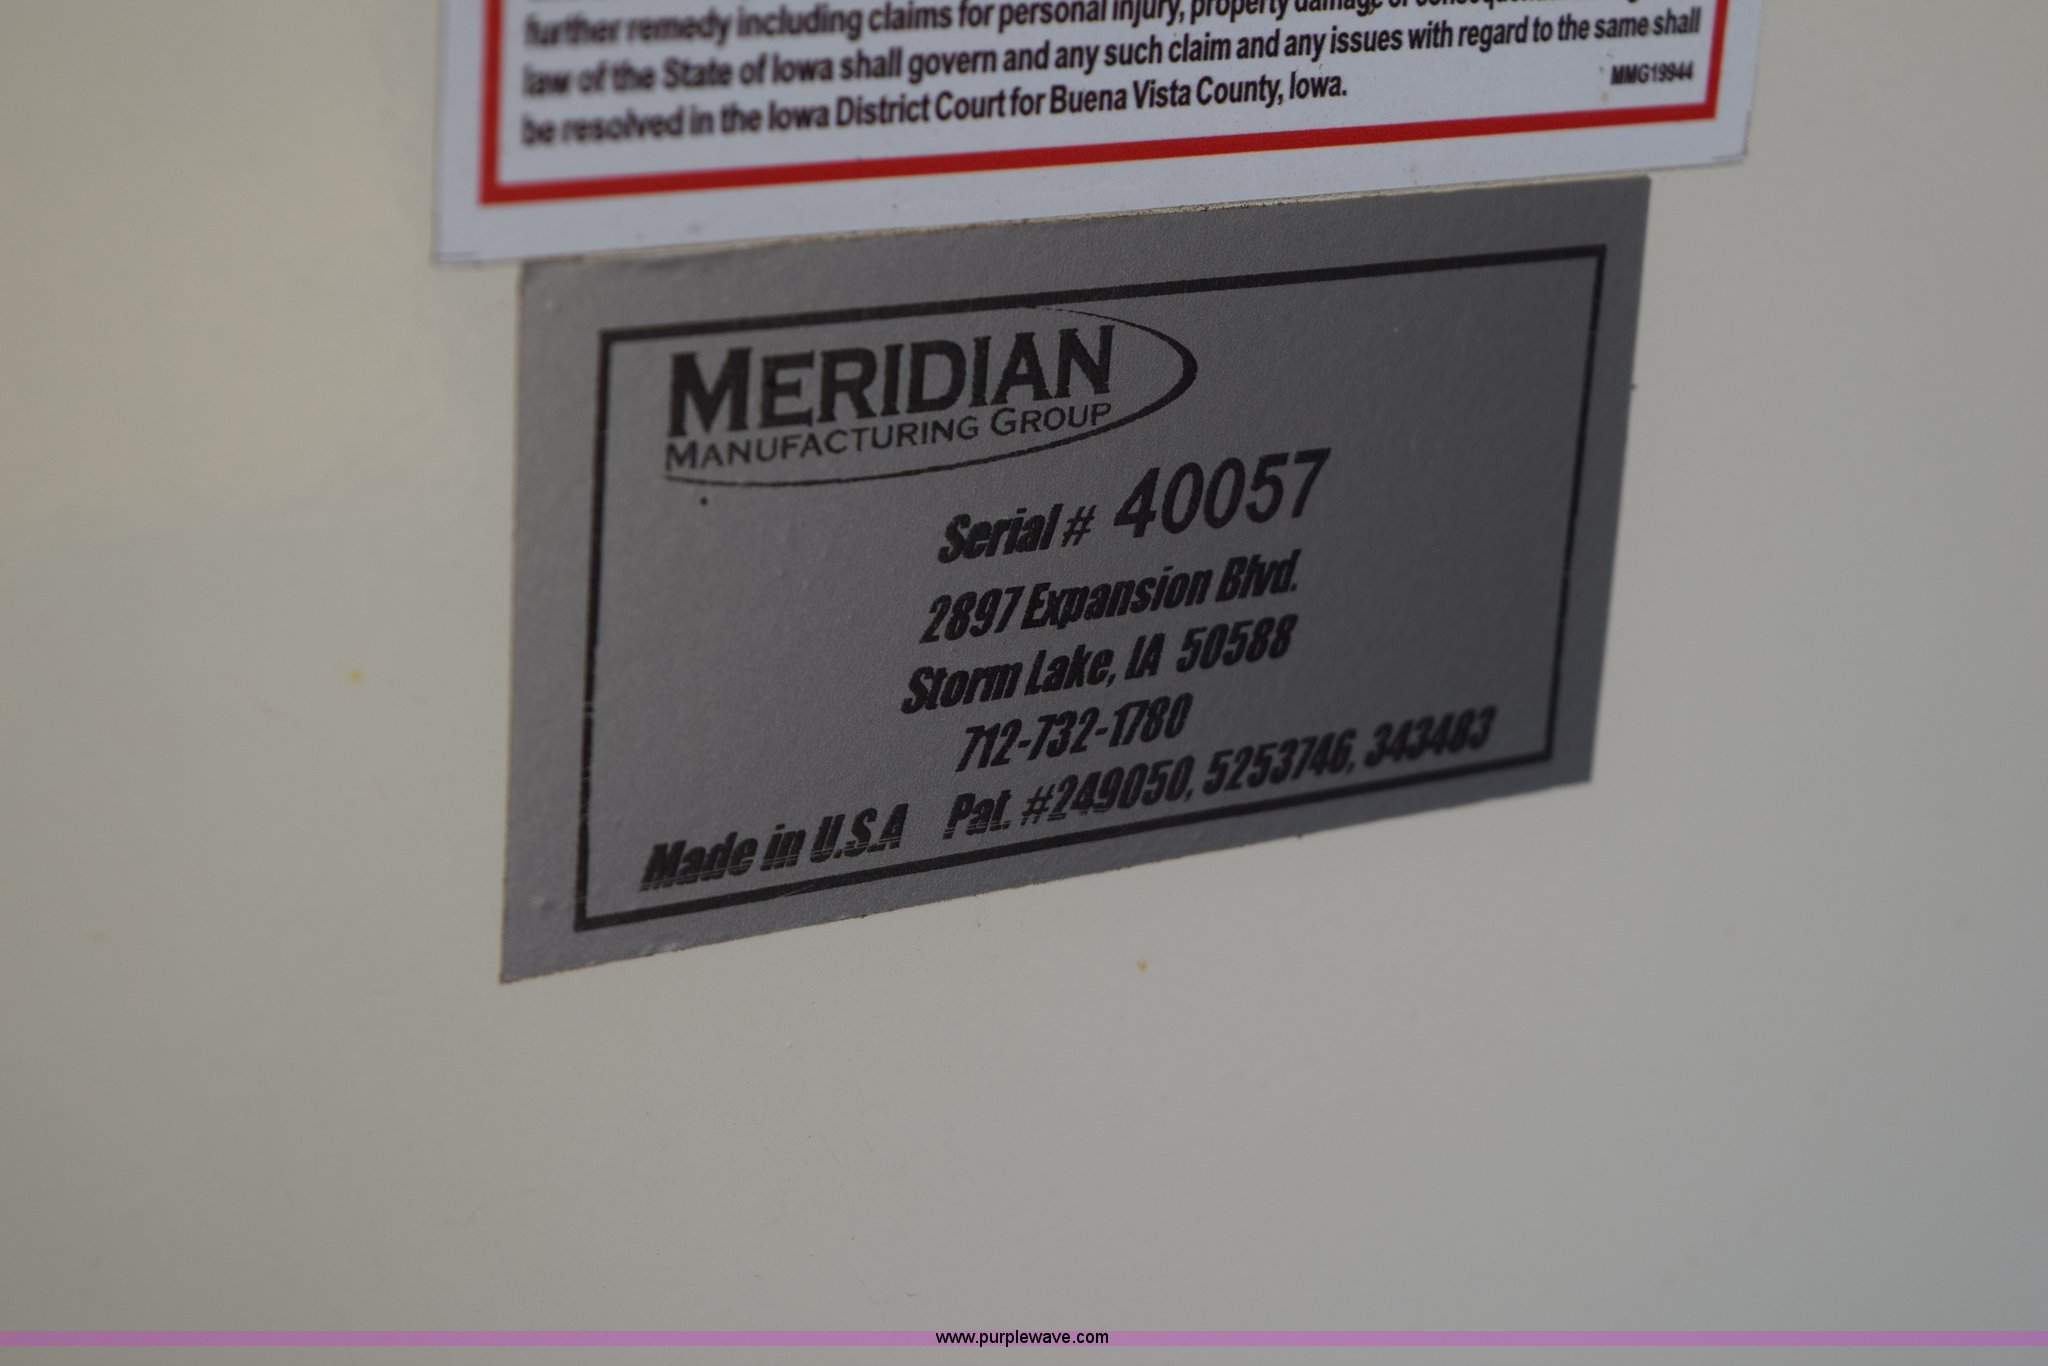 further remedy including claims for personal injury, property damage or
law of the State of Iowa shall govern and any such claim and any issues with regard to the same shall
be resolved in the Iowa District Court for Buena Vista County, Iowa.
MMG19944
MERIDIAN
MANUFACTURING GROUP
Serial # 40057
2897 Expansion Blvd.
Storm Lake, IA 50588
712-732-1780
Made in U.S.A Pat. #249050, 5253746, 343483
www.purplewave.com